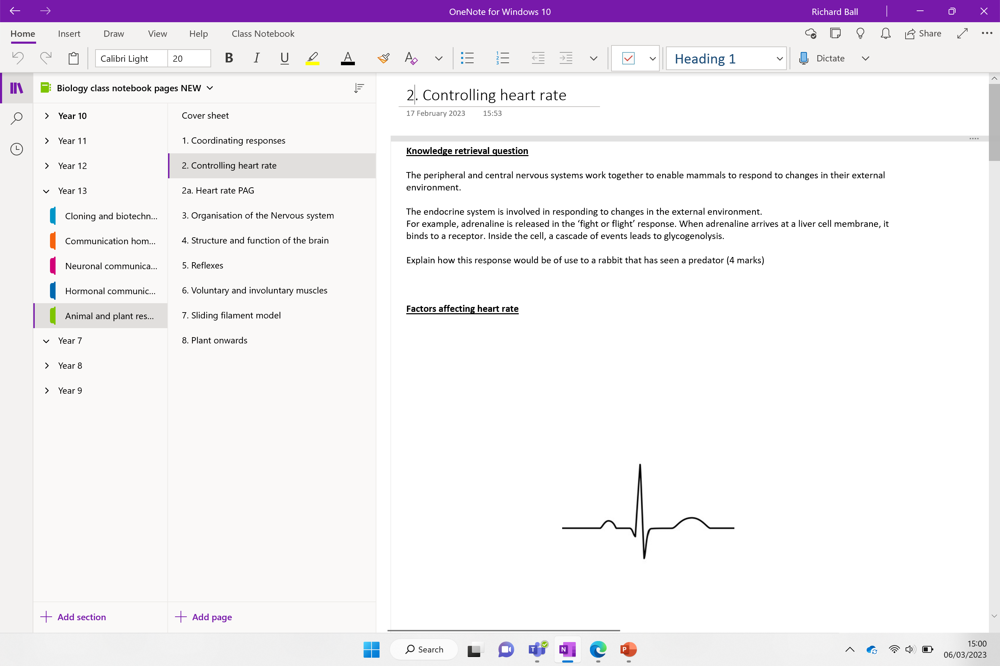 OneNote for Windows 10
Richard Ball
Home Insert Draw View Help Class Notebook
Share
Calibri Light 20 B I U A A Heading 1 Dictate
Biology class notebook pages NEW
Year 10
Year 11
Year 12
Year 13
Cloning and biotechn...
Communication hom...
Neuronal communica...
Hormonal communic...
Animal and plant res...
Year 7
Year 8
Year 9
Add section
Cover sheet
1. Coordinating responses
2. Controlling heart rate
2a. Heart rate PAG
3. Organisation of the Nervous system
4. Structure and function of the brain
5. Reflexes
6. Voluntary and involuntary muscles
7. Sliding filament model
8. Plant onwards
Add page
2. Controlling heart rate
17 February 2023 15:53
Knowledge retrieval question
The peripheral and central nervous systems work together to enable mammals to respond to changes in their external
environment.
The endocrine system is involved in responding to changes in the external environment.
For example, adrenaline is released in the ‘fight or flight’ response. When adrenaline arrives at a liver cell membrane, it
binds to a receptor. Inside the cell, a cascade of events leads to glycogenolysis.
Explain how this response would be of use to a rabbit that has seen a predator (4 marks)
Factors affecting heart rate
Search
15:00
06/03/2023